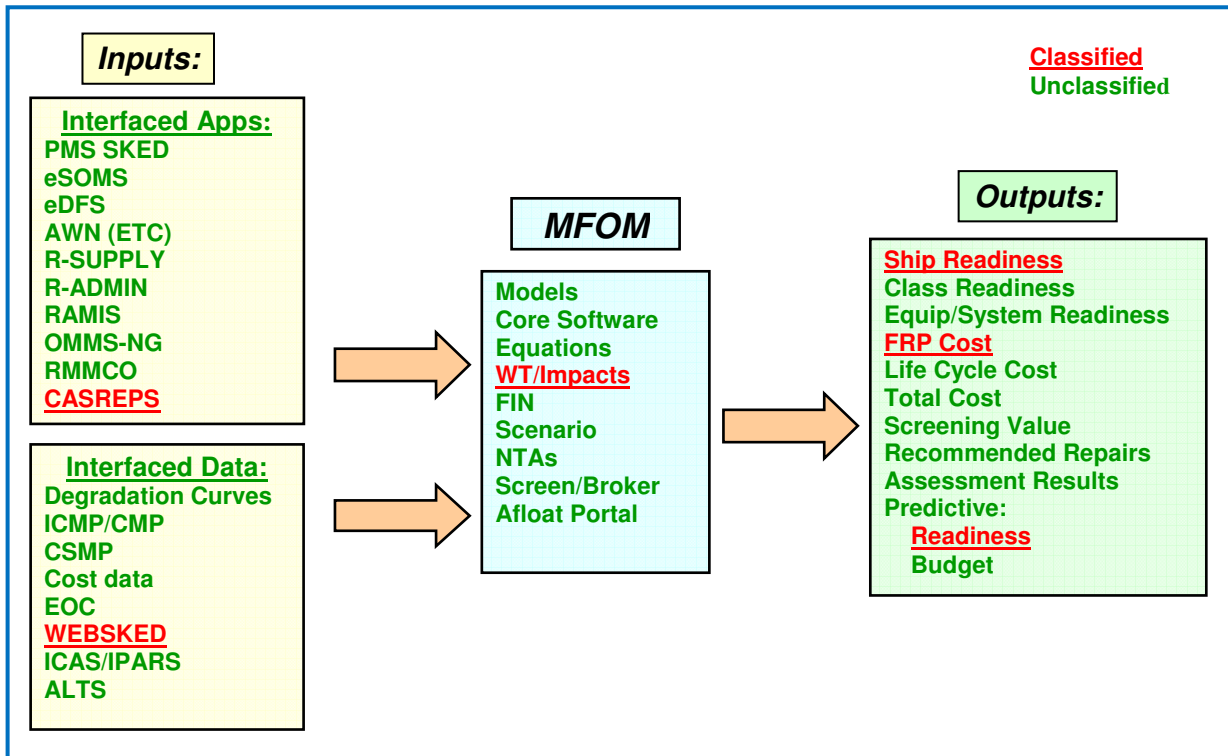 Inputs:
Classified
Unclassified
Interfaced Apps:
PMS SKED
eSOMS
eDFS
AWN (ETC)
R-SUPPLY
R-ADMIN
RAMIS
OMMS-NG
RMMCO
CASREPS
Interfaced Data:
Degradation Curves
ICMP/CMP
CSMP
Cost data
EOC
WEBSKED
ICAS/IPARS
ALTS
MFOM
Models
Core Software
Equations
WT/Impacts
FIN
Scenario
NTAs
Screen/Broker
Afloat Portal
Outputs:
Ship Readiness
Class Readiness
Equip/System Readiness
FRP Cost
Life Cycle Cost
Total Cost
Screening Value
Recommended Repairs
Assessment Results
Predictive:
Readiness
Budget